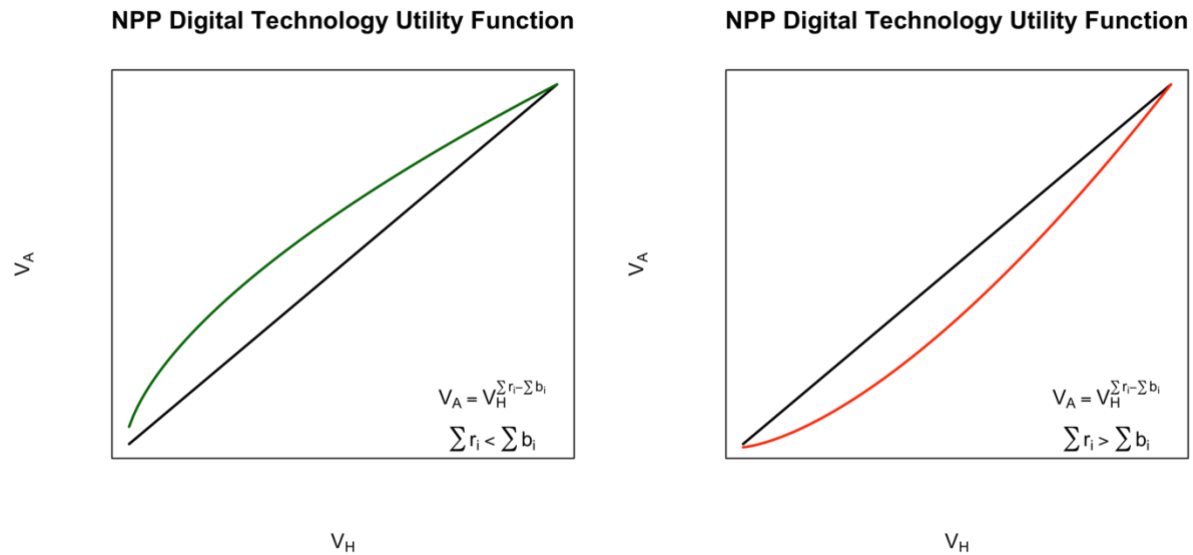 NPP Digital Technology Utility Function
V_A
V_A = V_H^{∑r_i−∑b_i}
∑r_i < ∑b_i
V_H
NPP Digital Technology Utility Function
V_A
V_A = V_H^{∑r_i−∑b_i}
∑r_i > ∑b_i
V_H